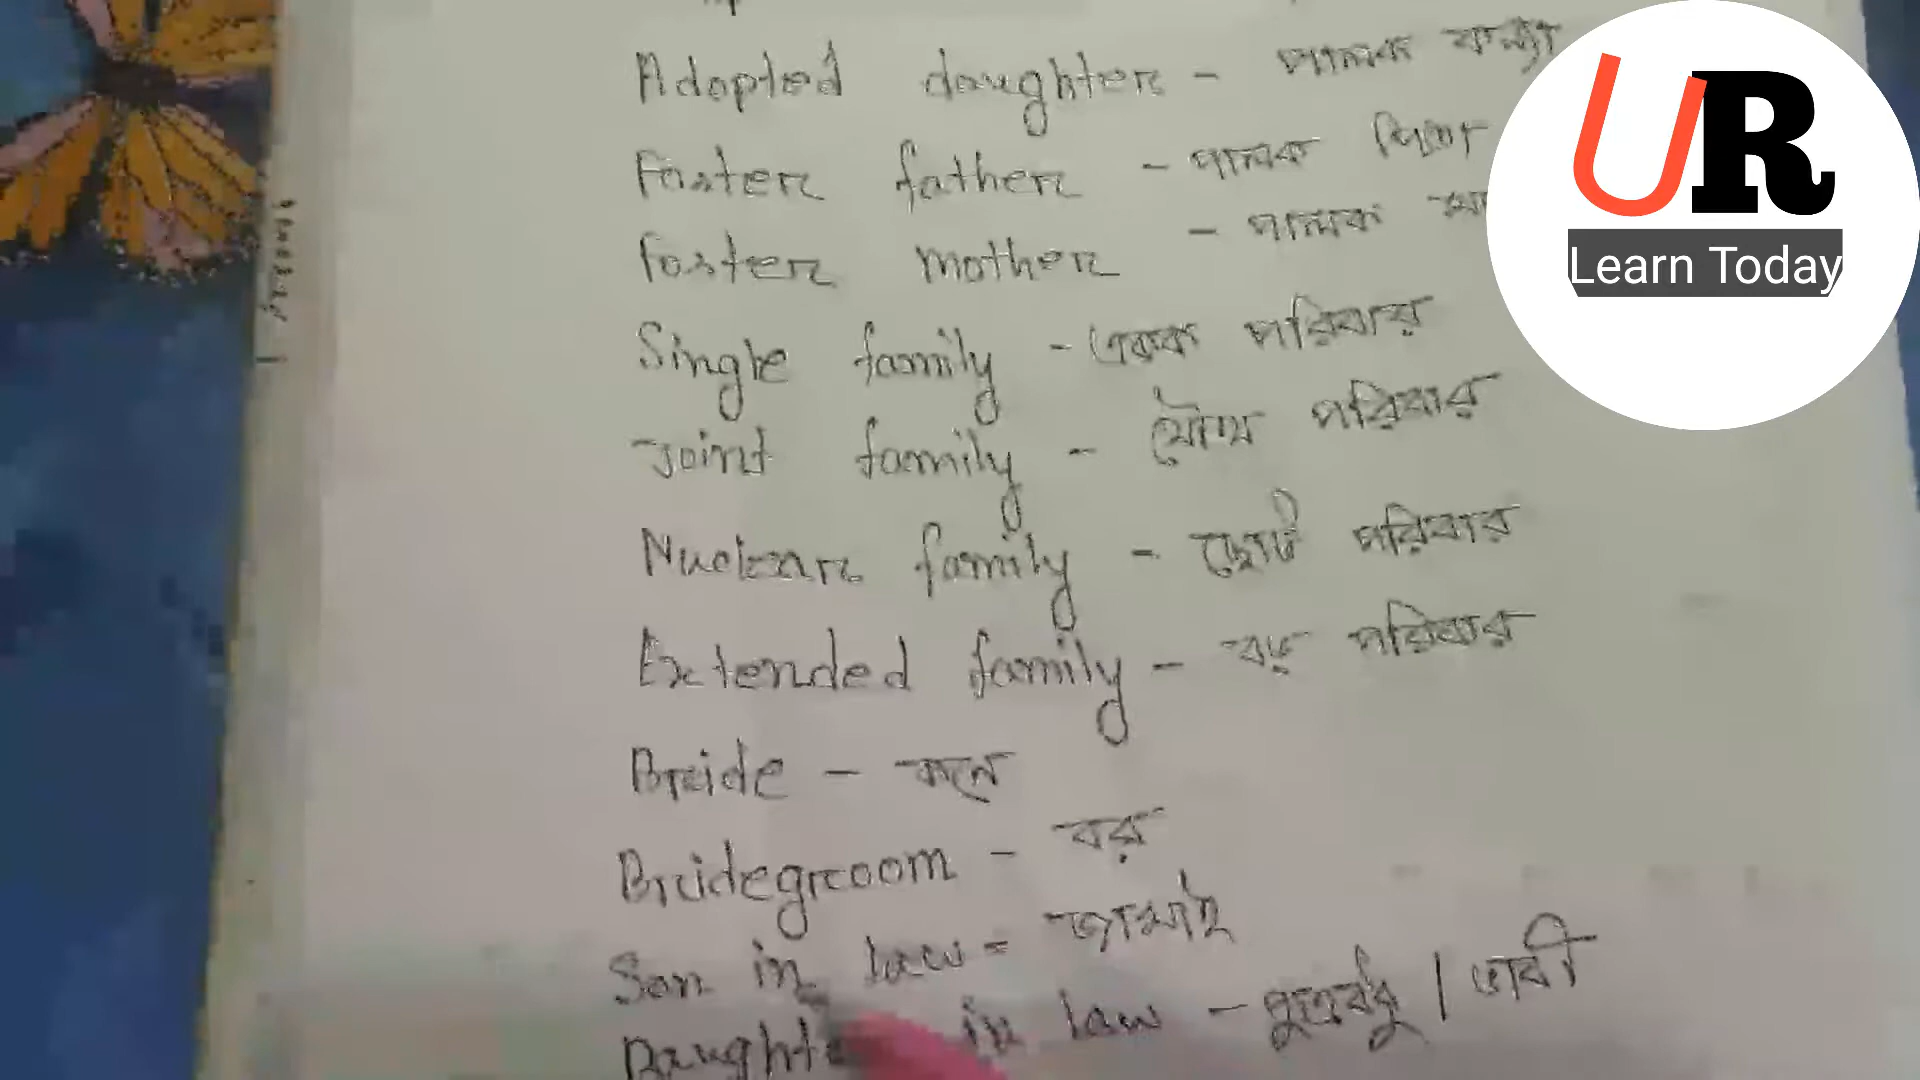 Adopted daughter - পালক কন্যা
Foster father - পালক পিতা
Foster mother - পালক
Single family - একক পরিবার
Joint family - যৌথ পরিবার
Nuclear family - ছোট পরিবার
Extended family - বড় পরিবার
Bride - কনে
Bridegroom - বর
Son in law = জামাই
in law - পুত্রবধু / ভাবী
UR
Learn Today